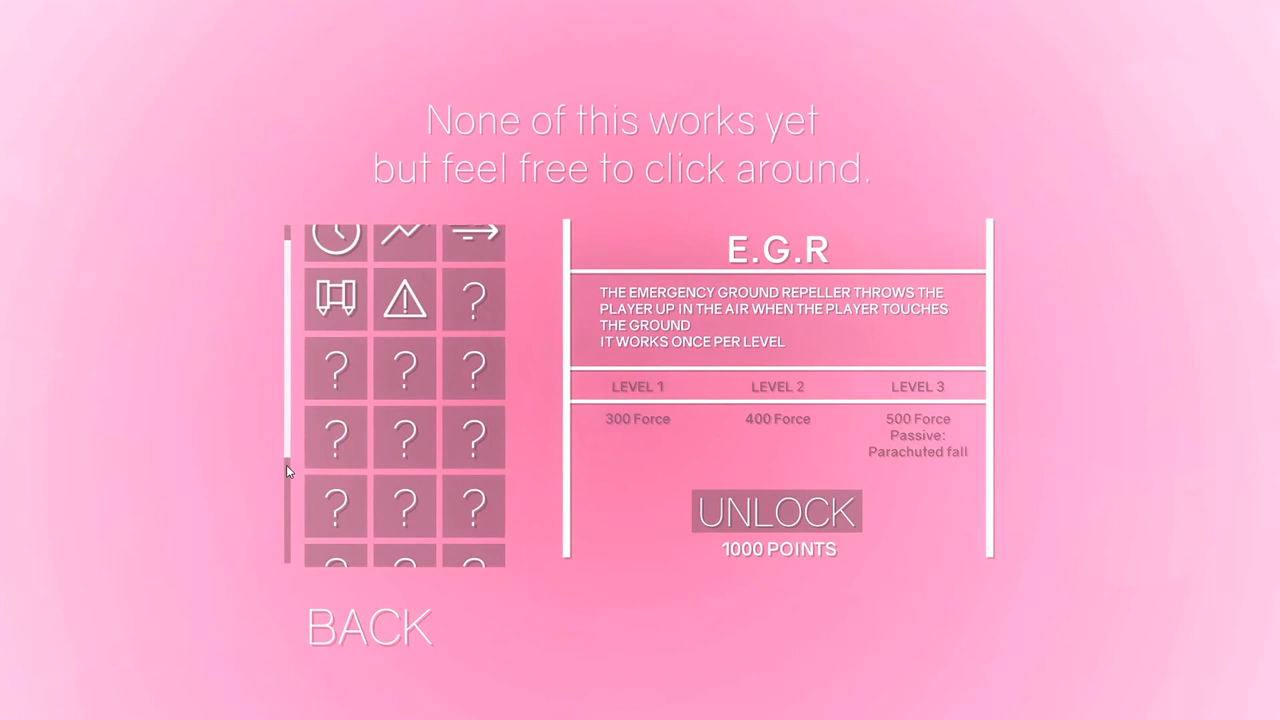 None of this works yet
but feel free to click around.
E.G.R
THE EMERGENCY GROUND REPELLER THROWS THE
PLAYER UP IN THE AIR WHEN THE PLAYER TOUCHES
THE GROUND
IT WORKS ONCE PER LEVEL
LEVEL 1 LEVEL 2 LEVEL 3
300 Force 400 Force 500 Force
Passive:
Parachuted fall
? 
? ? ?
? ? ?
? ? ?
? ? ?
UNLOCK
1000 POINTS
BACK